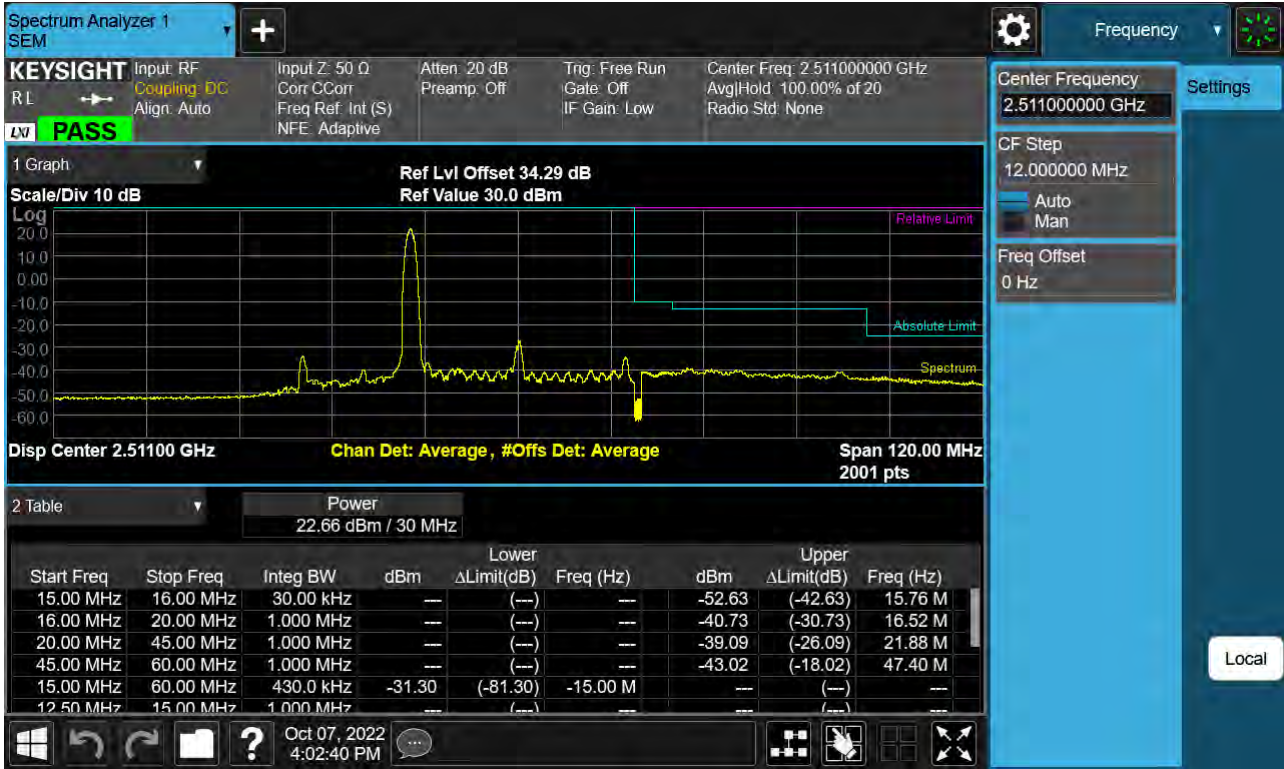 Spectrum Analyzer 1
SEM
+
Frequency
KEYSIGHT
RL
LXI
PASS
Input: RF
Coupling: DC
Align: Auto
Input Z: 50 Ω
Corr CCorr
Freq Ref: Int (S)
NFE: Adaptive
Atten: 20 dB
Preamp: Off
Trig: Free Run
Gate: Off
IF Gain: Low
Center Freq: 2.511000000 GHz
Avg|Hold: 100.00% of 20
Radio Std: None
Center Frequency
2.511000000 GHz
Settings
CF Step
12.000000 MHz
Auto
Man
Freq Offset
0 Hz
1 Graph
Scale/Div 10 dB
Ref Lvl Offset 34.29 dB
Ref Value 30.0 dBm
Log
20.0
10.0
0.00
-10.0
-20.0
-30.0
-40.0
-50.0
-60.0
Relative Limit
Absolute Limit
Spectrum
Disp Center 2.51100 GHz
Chan Det: Average, #Offs Det: Average
Span 120.00 MHz
2001 pts
2 Table
Power
22.66 dBm / 30 MHz
Lower Upper
Start Freq Stop Freq Integ BW dBm ΔLimit(dB) Freq (Hz) dBm ΔLimit(dB) Freq (Hz)
15.00 MHz 16.00 MHz 30.00 kHz --- (---) --- -52.63 (-42.63) 15.76 M
16.00 MHz 20.00 MHz 1.000 MHz --- (---) --- -40.73 (-30.73) 16.52 M
20.00 MHz 45.00 MHz 1.000 MHz --- (---) --- -39.09 (-26.09) 21.88 M
45.00 MHz 60.00 MHz 1.000 MHz --- (---) --- -43.02 (-18.02) 47.40 M
15.00 MHz 60.00 MHz 430.0 kHz -31.30 (-81.30) -15.00 M --- (---) ---
12.50 MHz 15.00 MHz 1.000 MHz --- (---) --- --- (---) ---
Local
?
Oct 07, 2022
4:02:40 PM